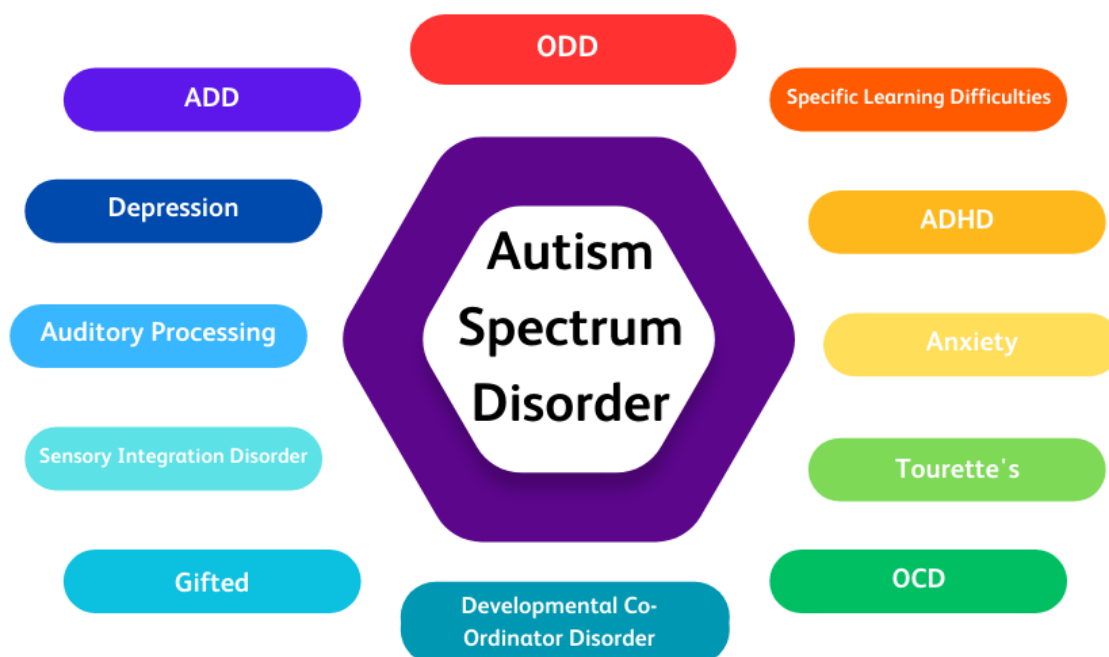 ODD
ADD
Specific Learning Difficulties
Depression
ADHD
Autism
Spectrum
Disorder
Auditory Processing
Anxiety
Sensory Integration Disorder
Tourette's
Gifted
OCD
Developmental Co-
Ordinator Disorder